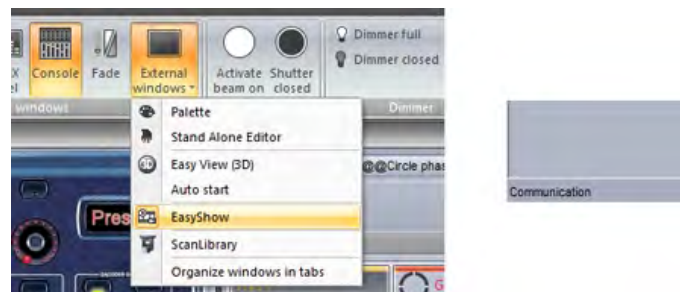 Dimmer full
Dimmer closed
X
Console
Fade
External
windows
Activate
beam on
Shutter
closed
windows
Dimmer
Palette
Stand Alone Editor
Easy View (3D)
@@Circle phas
Auto start
Pres
EasyShow
ScanLibrary
Organize windows in tabs
G
Communication